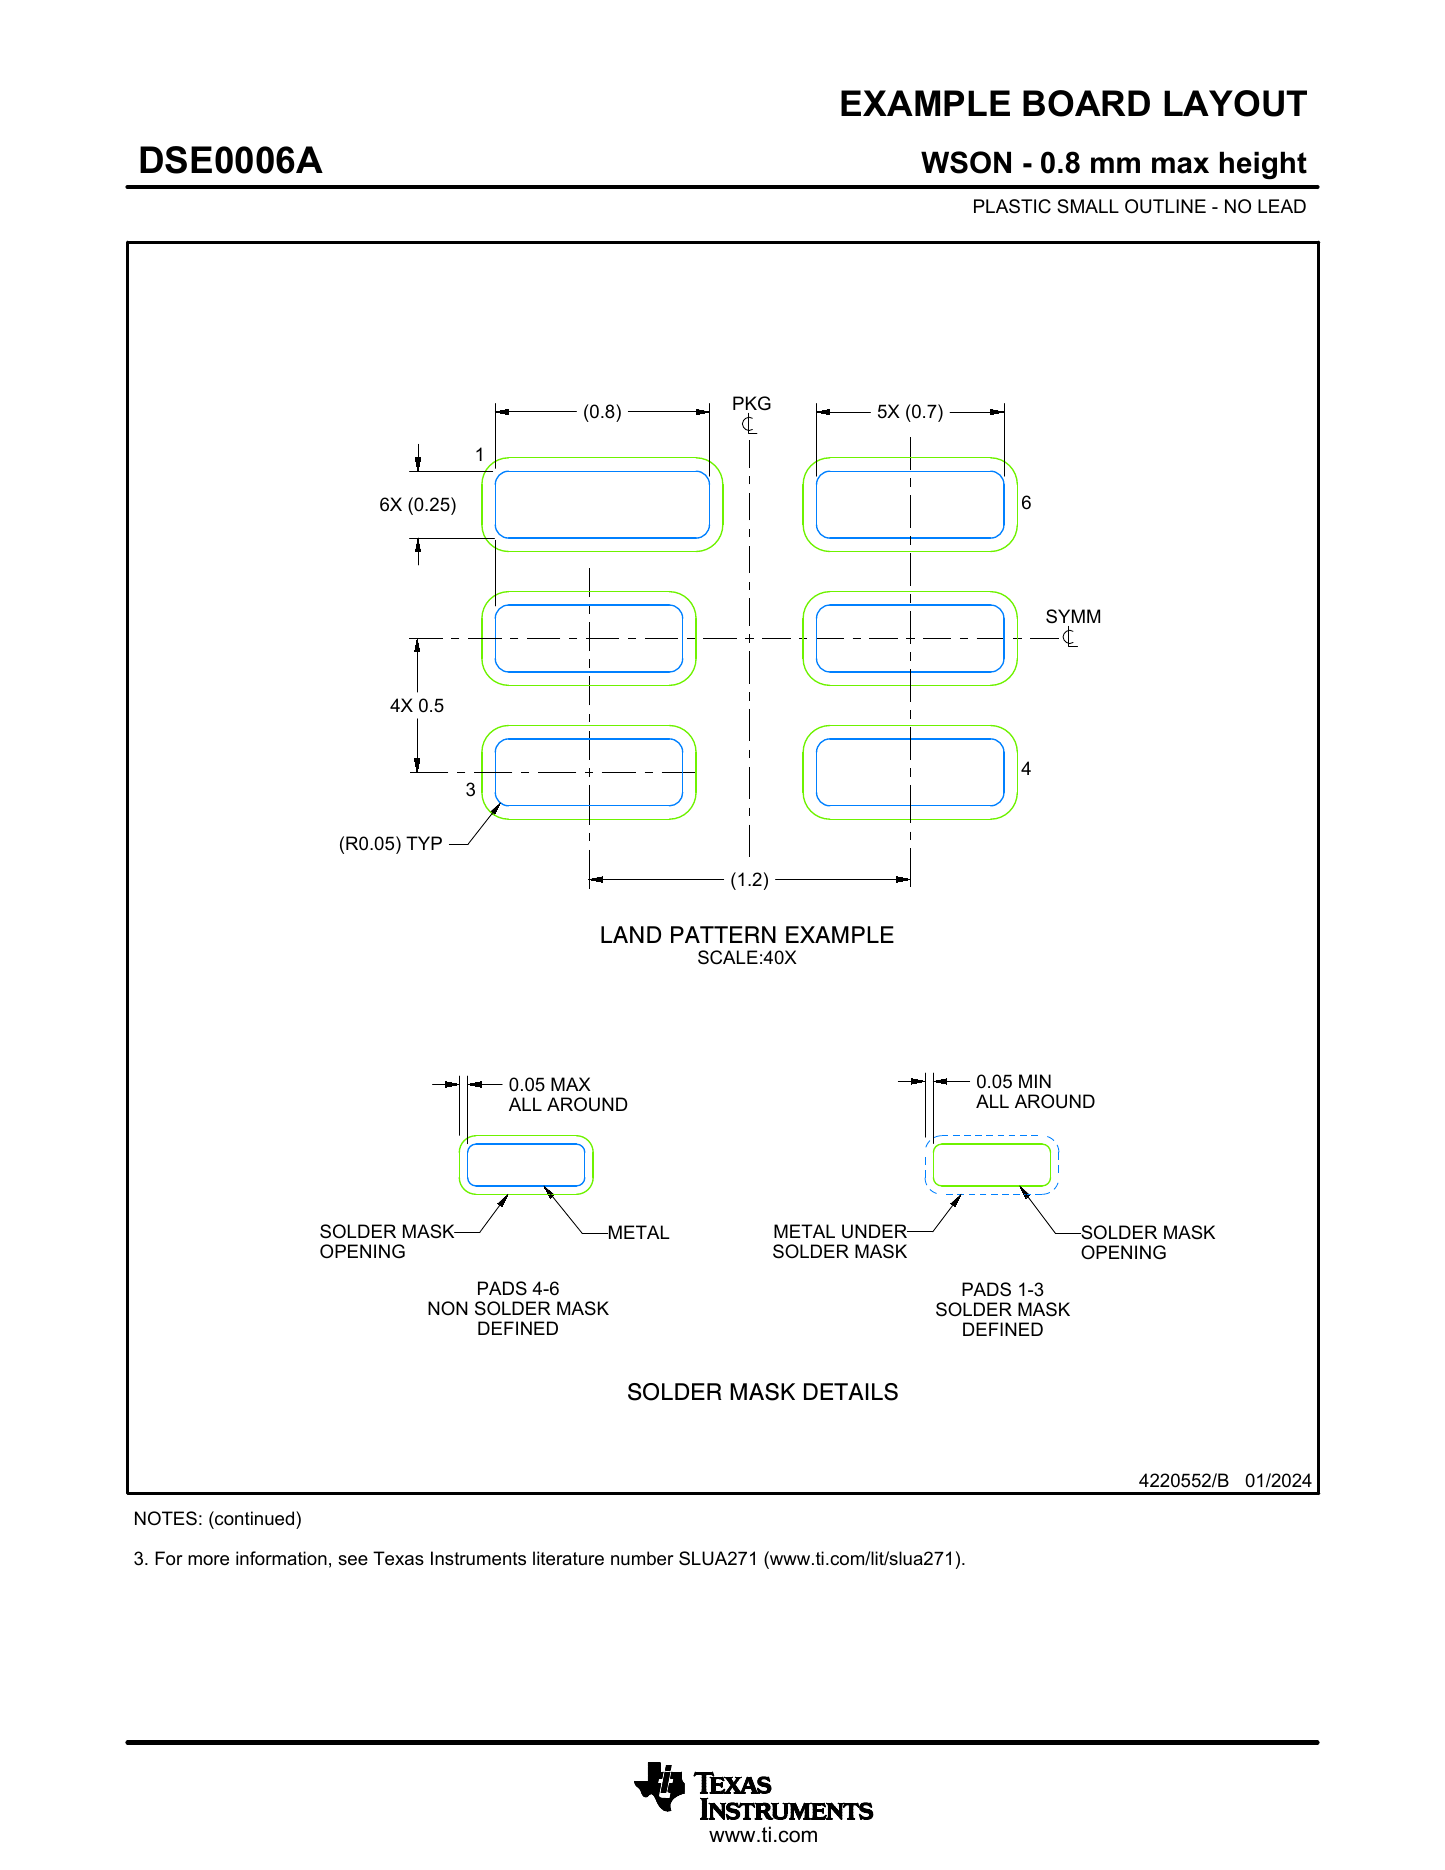 EXAMPLE BOARD LAYOUT
DSE0006A
WSON - 0.8 mm max height
PLASTIC SMALL OUTLINE - NO LEAD
(0.8)
PKG
5X (0.7)
1
6X (0.25)
6
SYMM
4X 0.5
3
4
(R0.05) TYP
(1.2)
LAND PATTERN EXAMPLE
SCALE:40X
0.05 MAX
ALL AROUND
0.05 MIN
ALL AROUND
SOLDER MASK
OPENING
METAL
METAL UNDER
SOLDER MASK
SOLDER MASK
OPENING
PADS 4-6
NON SOLDER MASK
DEFINED
PADS 1-3
SOLDER MASK
DEFINED
SOLDER MASK DETAILS
4220552/B 01/2024
NOTES: (continued)
3. For more information, see Texas Instruments literature number SLUA271 (www.ti.com/lit/slua271).
TEXAS
INSTRUMENTS
www.ti.com